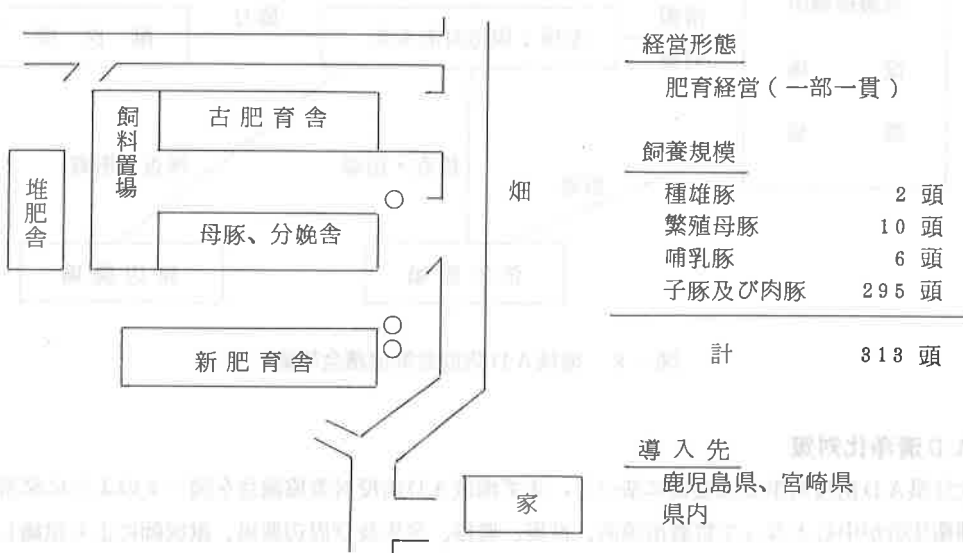 飼料置場
古肥育舎
堆肥舎
母豚、分娩舎
新肥育舎
畑
家
経営形態
肥育経営(一部一貫)
飼養規模
種雄豚 2 頭
繁殖母豚 10 頭
哺乳豚 6 頭
子豚及び肉豚 295 頭
計 313 頭
導入先
鹿児島県、宮崎県
県内